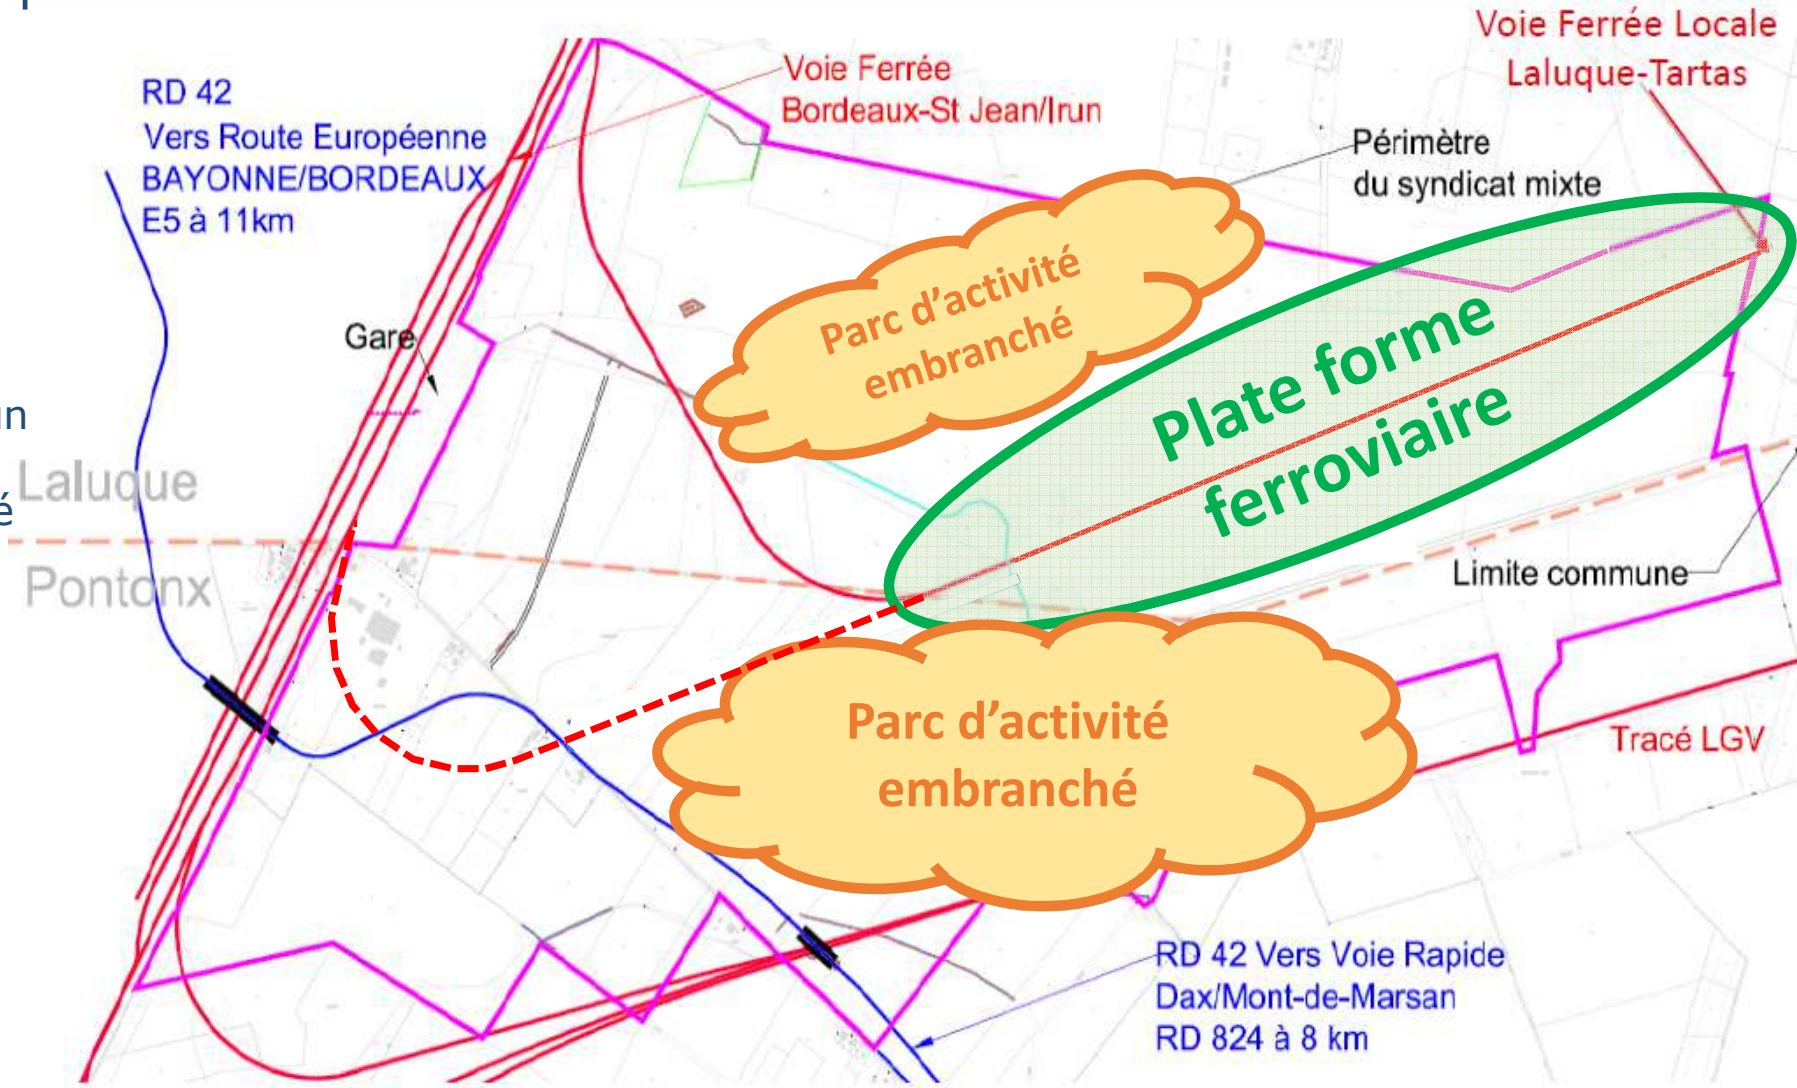 Voie Ferrée Locale
Laluque-Tartas
Voie Ferrée
Bordeaux-St Jean/Irun
RD 42
Vers Route Européenne
BAYONNE/BORDEAUX
E5 à 11km
Périmètre
du syndicat mixte
Parc d'activité
embranché
Plate forme
ferroviaire
Gare
Laluque
Pontonx
Limite commune
Parc d'activité
embranché
Tracé LGV
RD 42 Vers Voie Rapide
Dax/Mont-de-Marsan
RD 824 à 8 km